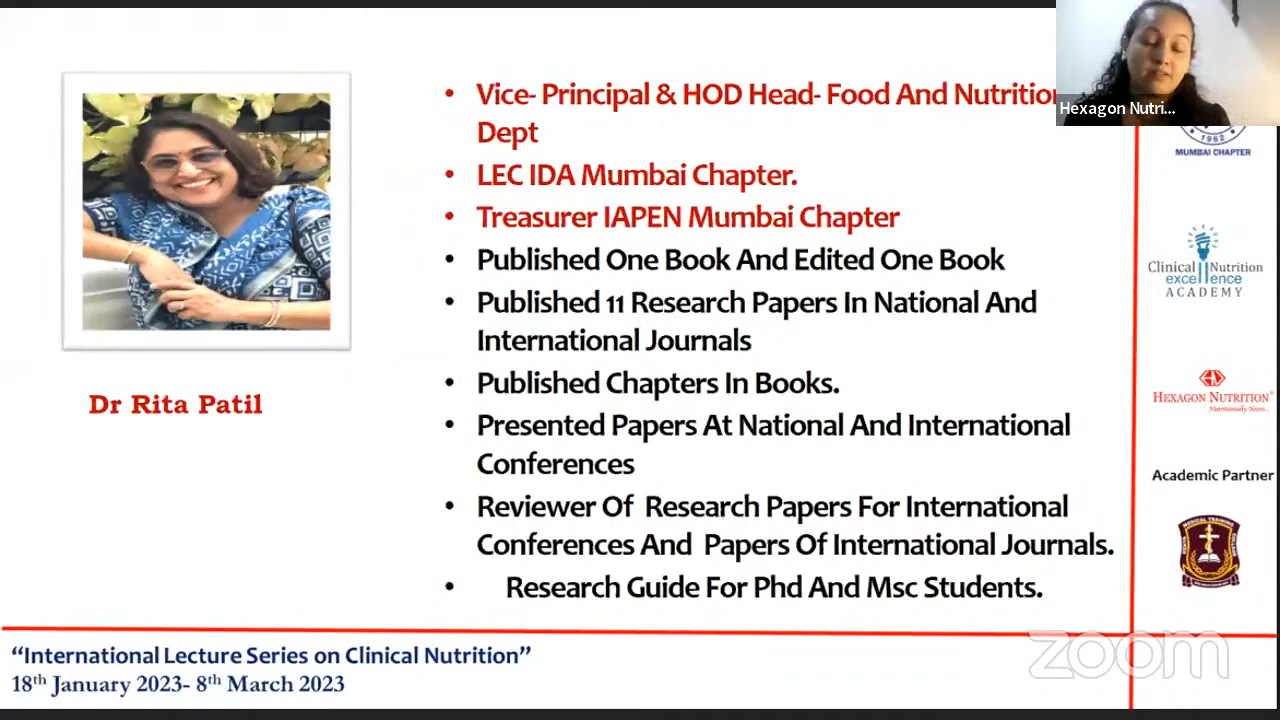 Vice- Principal & HOD Head- Food And Nutrition
Dept
LEC IDA Mumbai Chapter.
Treasurer IAPEN Mumbai Chapter
Published One Book And Edited One Book
Published 11 Research Papers In National And
International Journals
Published Chapters In Books.
Presented Papers At National And International
Conferences
Reviewer Of Research Papers For International
Conferences And Papers Of International Journals.
Research Guide For Phd And Msc Students.
Dr Rita Patil
Hexagon Nutri...
1962
MUMBAI CHAPTER
Clinical Nutrition
excellence
ACADEMY
HEXAGON NUTRITION
Nutritionally Yours...
Academic Partner
"International Lecture Series on Clinical Nutrition"
18th January 2023- 8th March 2023
zoom